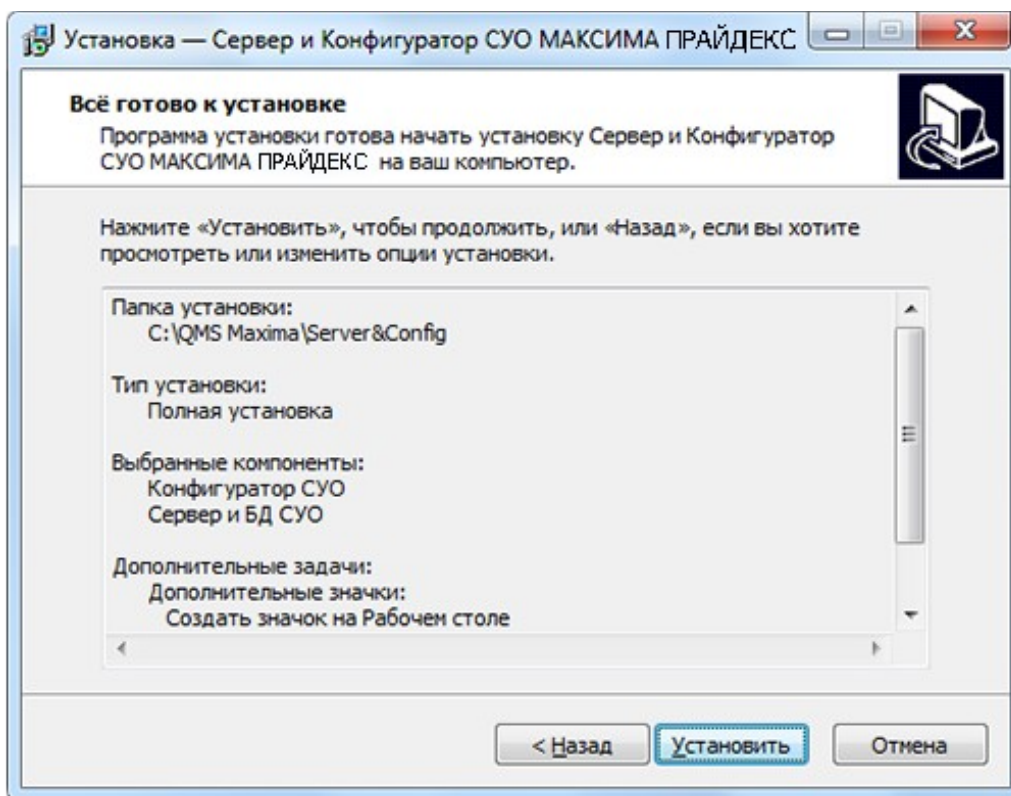 Установка — Сервер и Конфигуратор СУО МАКСИМА ПРАЙДЕКС
Всё готово к установке
Программа установки готова начать установку Сервер и Конфигуратор
СУО МАКСИМА ПРАЙДЕКС на ваш компьютер.
Нажмите «Установить», чтобы продолжить, или «Назад», если вы хотите
просмотреть или изменить опции установки.
Папка установки:
C:\QMS Maxima\Server&Config
Тип установки:
Полная установка
Выбранные компоненты:
Конфигуратор СУО
Сервер и БД СУО
Дополнительные задачи:
Дополнительные значки:
Создать значок на Рабочем столе
< Назад Установить Отмена